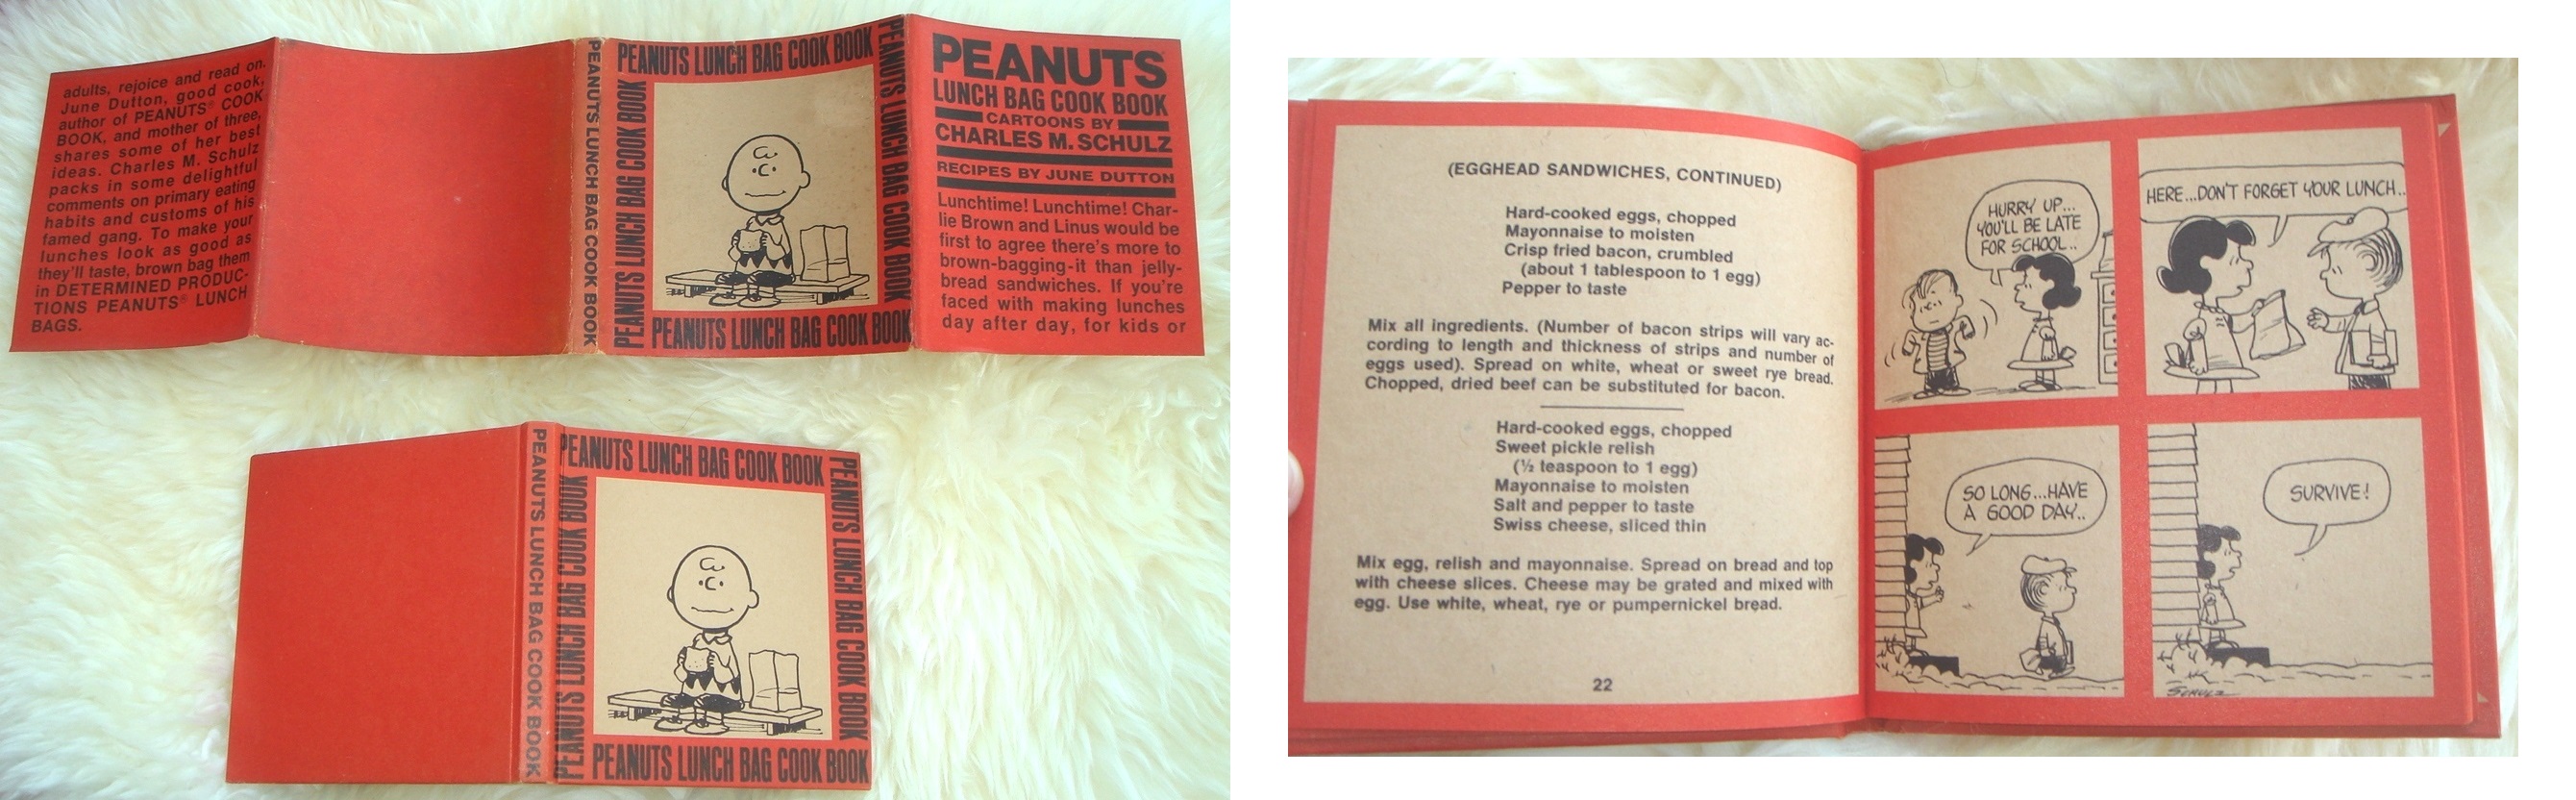 adults, rejoice and read on.
June Dutton, good cook,
author of PEANUTS® COOK
BOOK, and mother of three,
shares some of her best
ideas. Charles M. Schulz
packs in some delightful
comments on primary eating
habits and customs of his
famed gang. To make your
lunches look as good as
they'll taste, brown bag them
in DETERMINED PRODUC-
TIONS PEANUTS® LUNCH
BAGS.
PEANUTS LUNCH BAG COOK BOOK
PEANUTS LUNCH BAG COOK BOOK
PEANUTS LUNCH BAG COOK BOOK
PEANUTS LUNCH BAG COOK BOOK
PEANUTS LUNCH BAG COOK BOOK
PEANUTS
LUNCH BAG COOK BOOK
CARTOONS BY
CHARLES M. SCHULZ
RECIPES BY JUNE DUTTON
Lunchtime! Lunchtime! Char-
lie Brown and Linus would be
first to agree there's more to
brown-bagging-it than jelly-
bread sandwiches. If you're
faced with making lunches
day after day, for kids or
PEANUTS LUNCH BAG COOK BOOK
PEANUTS LUNCH BAG COOK BOOK
PEANUTS LUNCH BAG COOK BOOK
PEANUTS LUNCH BAG COOK BOOK
PEANUTS LUNCH BAG COOK BOOK
(EGGHEAD SANDWICHES, CONTINUED)
Hard-cooked eggs, chopped
Mayonnaise to moisten
Crisp fried bacon, crumbled
(about 1 tablespoon to 1 egg)
Pepper to taste
Mix all ingredients. (Number of bacon strips will vary ac-
cording to length and thickness of strips and number of
eggs used). Spread on white, wheat or sweet rye bread.
Chopped, dried beef can be substituted for bacon.
Hard-cooked eggs, chopped
Sweet pickle relish
(½ teaspoon to 1 egg)
Mayonnaise to moisten
Salt and pepper to taste
Swiss cheese, sliced thin
Mix egg, relish and mayonnaise. Spread on bread and top
with cheese slices. Cheese may be grated and mixed with
egg. Use white, wheat, rye or pumpernickel bread.
22
HURRY UP...
YOU'LL BE LATE
FOR SCHOOL..
HERE...DON'T FORGET YOUR LUNCH..
SO LONG...HAVE
A GOOD DAY..
SURVIVE!
SCHULZ